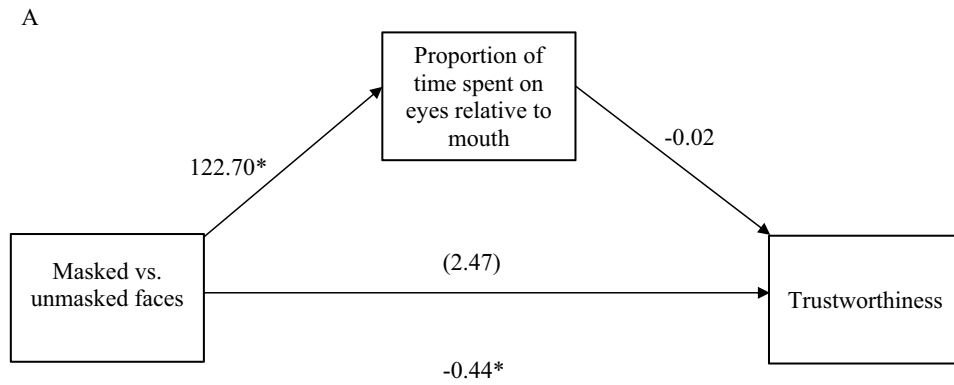 A
Proportion of
time spent on
eyes relative to
mouth
122.70*
-0.02
Masked vs.
unmasked faces
(2.47)
Trustworthiness
-0.44*